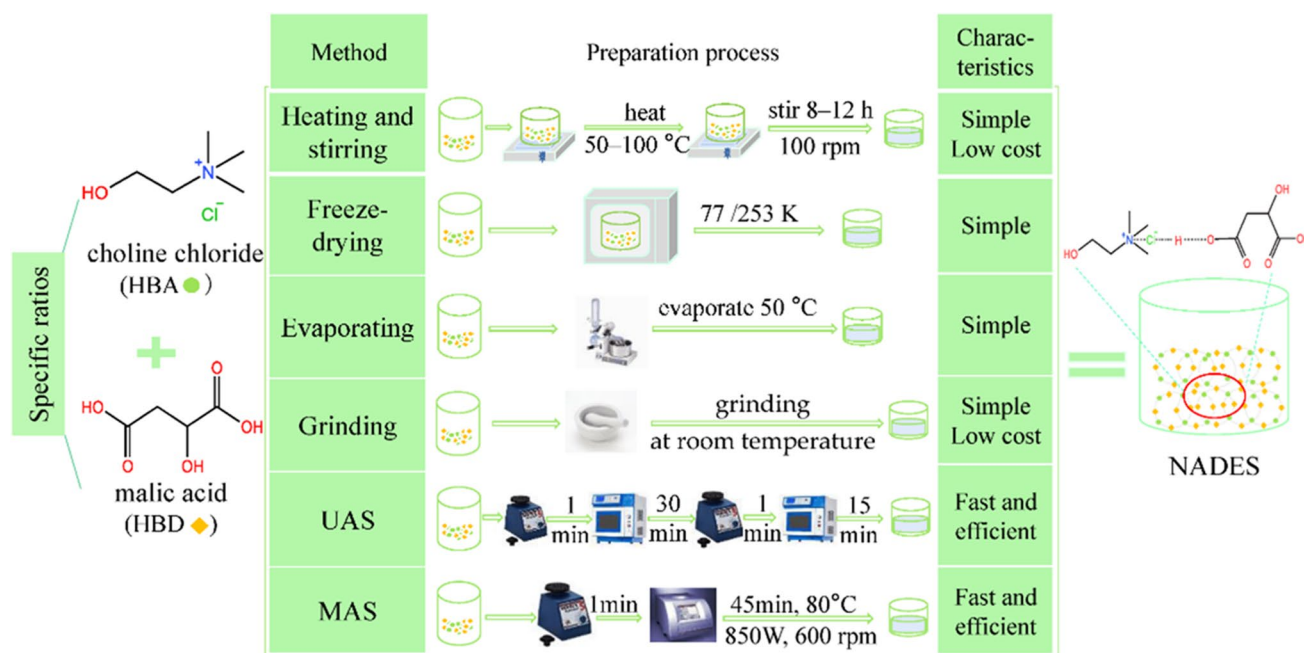 Method
Preparation process
Charac-
teristics
Specific ratios
HO
N
+
Cl
−
choline chloride
(HBA)
+
O
HO
OH
O
OH
malic acid
(HBD)
Heating and
stirring
heat
50–100 °C
stir 8–12 h
100 rpm
Simple
Low cost
Freeze-
drying
77 /253 K
Simple
Evaporating
evaporate 50 °C
Simple
Grinding
grinding
at room temperature
Simple
Low cost
UAS
1
min
30
min
1
min
15
min
Fast and
efficient
MAS
1min
45min, 80°C
850W, 600 rpm
Fast and
efficient
=
HO
N
+
H
O
OH
O
O
NADES